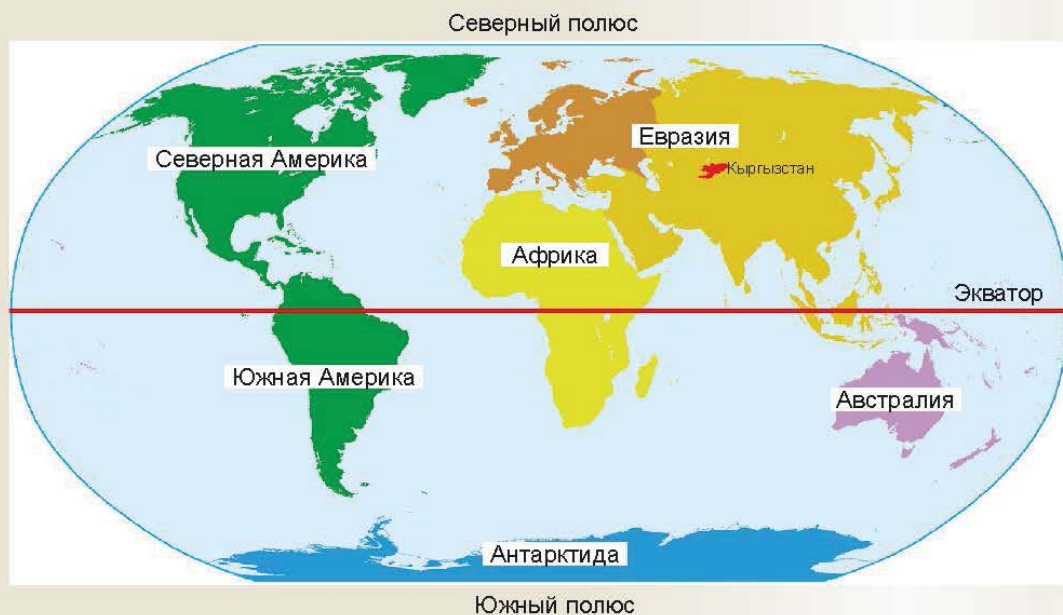 Северный полюс
Евразия
Северная Америка
Кыргызстан
Африка
Экватор
Южная Америка
Австралия
Антарктида
Южный полюс